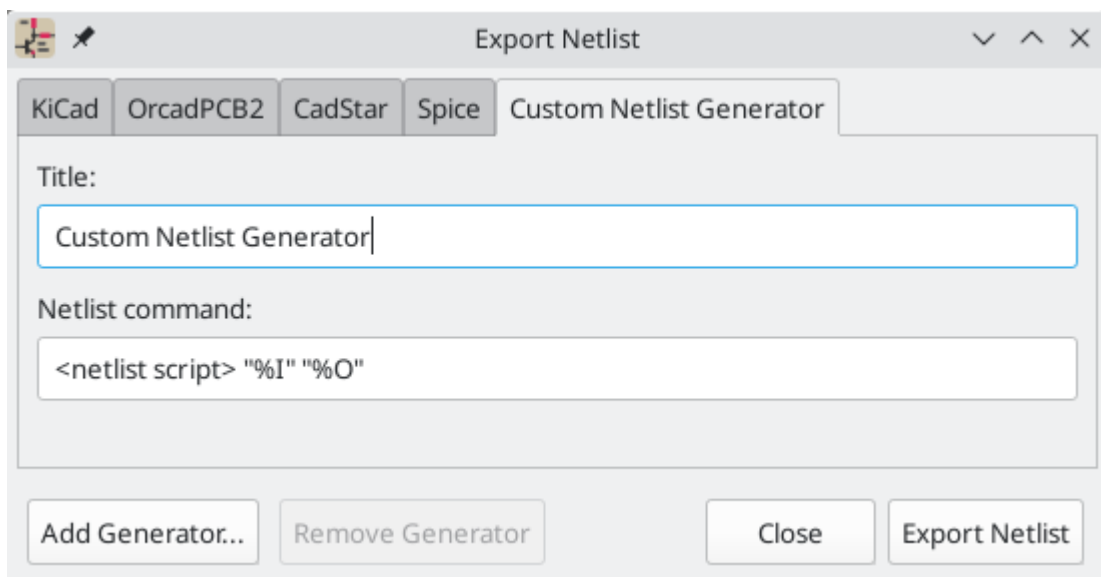 Export Netlist
KiCad OrcadPCB2 CadStar Spice Custom Netlist Generator
Title:
Custom Netlist Generator
Netlist command:
<netlist script> "%I" "%O"
Add Generator... Remove Generator Close Export Netlist